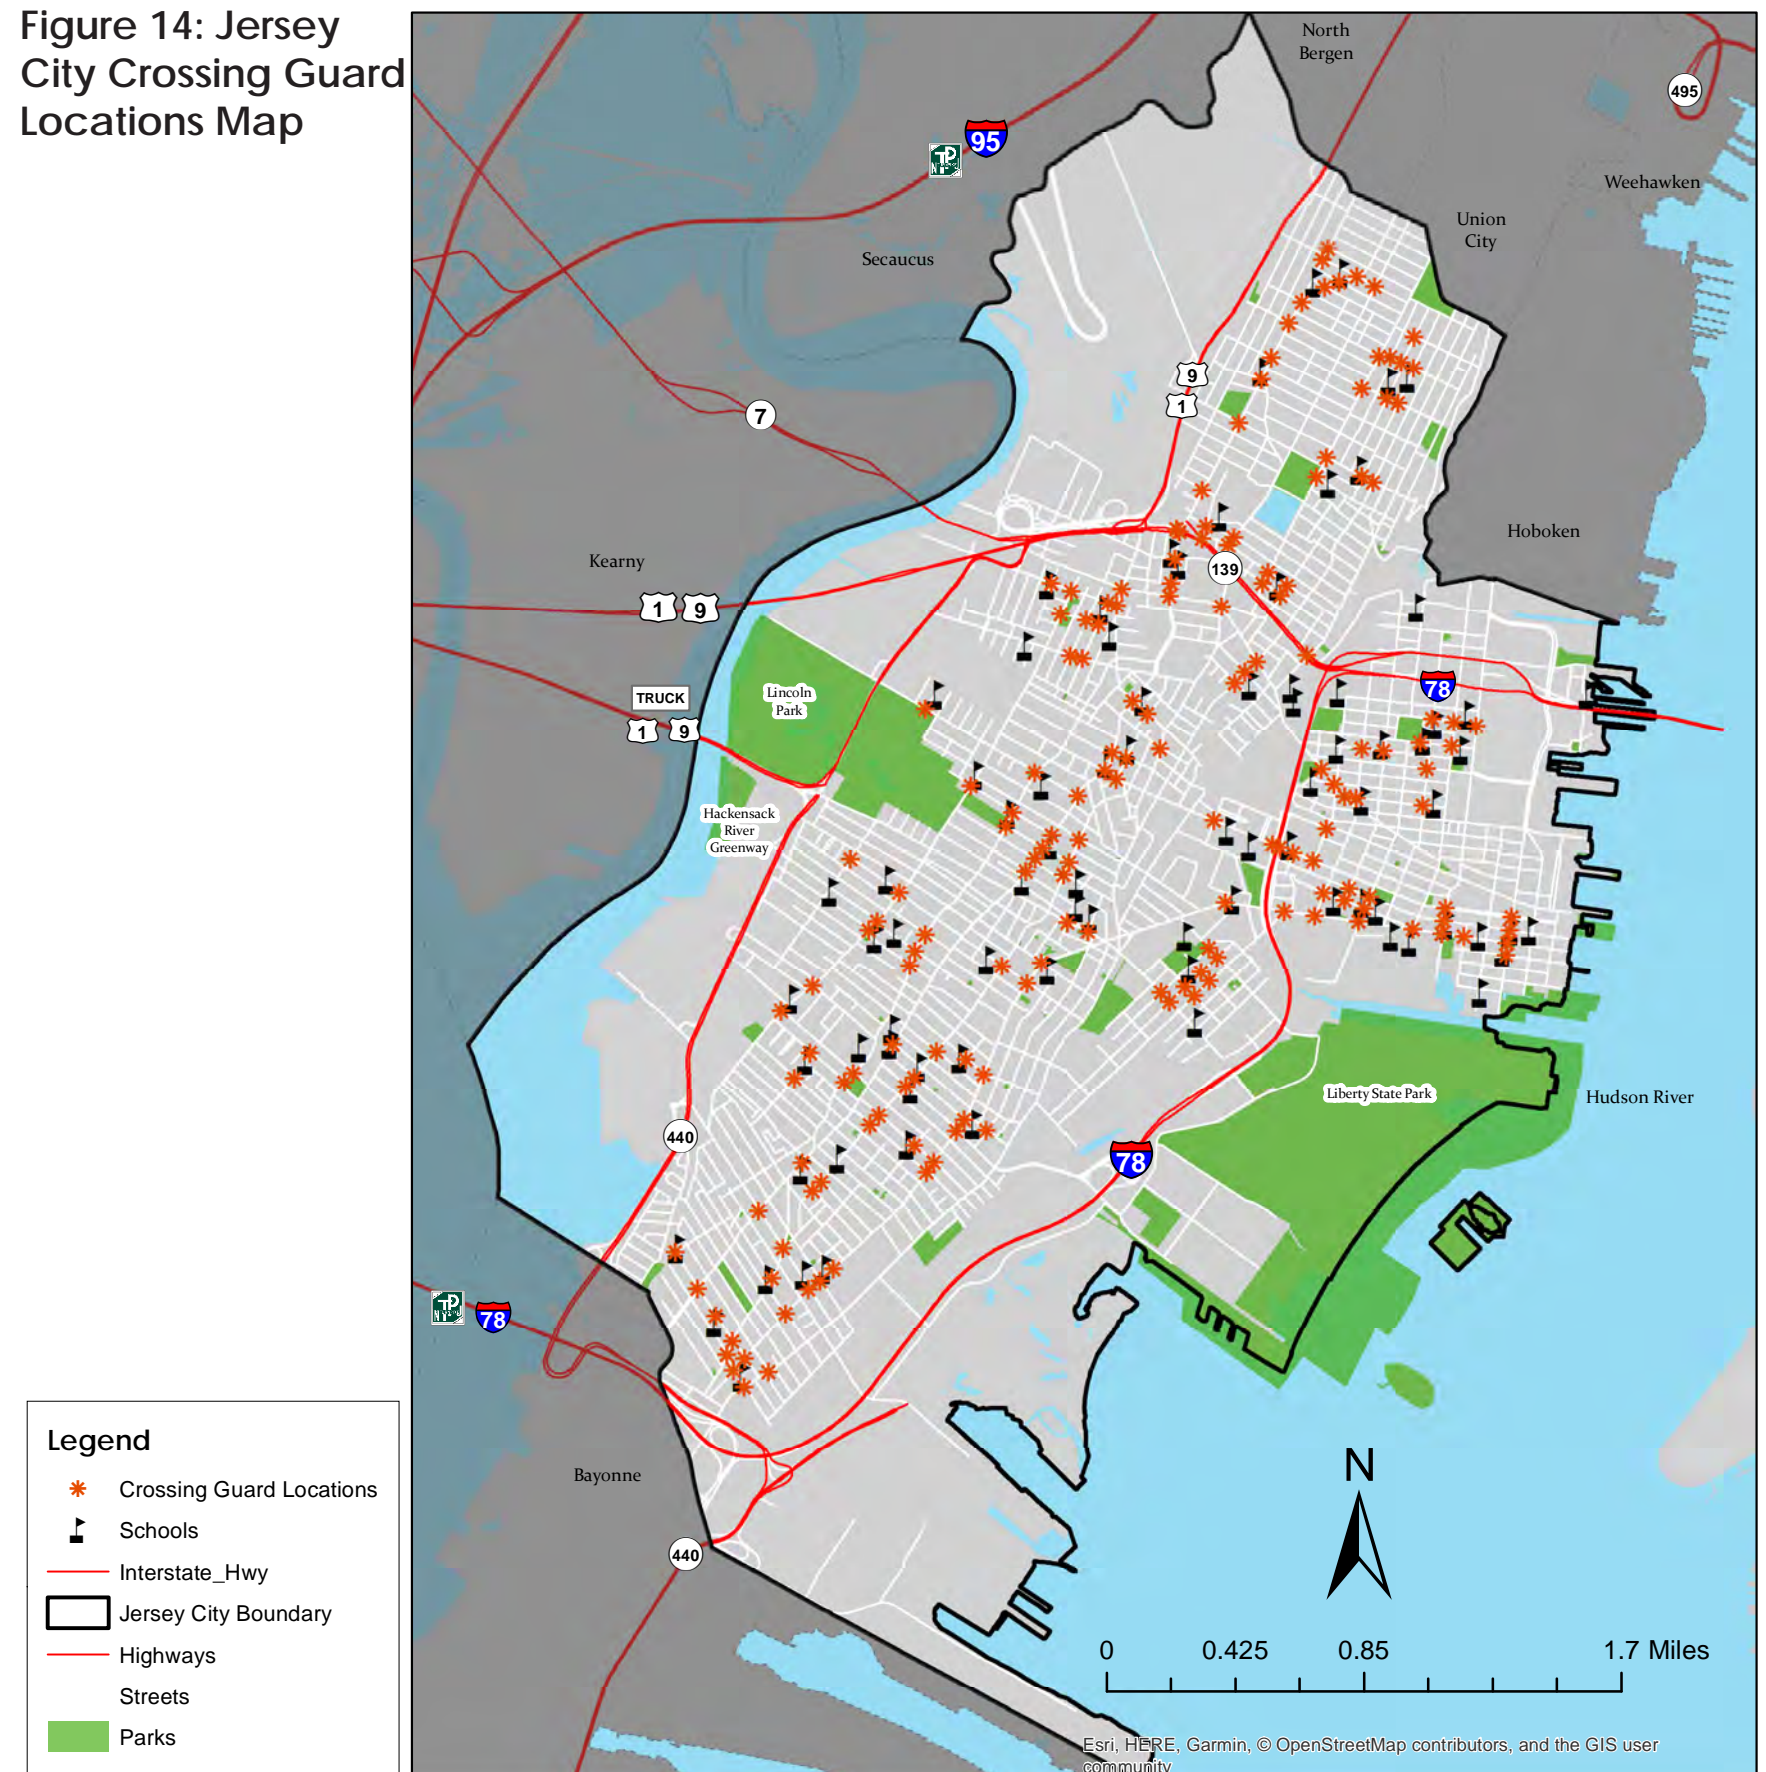 Figure 14: Jersey
City Crossing Guard
Locations Map
North
Bergen
495
95
Weehawken
Union
City
Secaucus
9
1
7
Hoboken
Kearny
139
1 9
TRUCK
1 9
Lincoln
Park
78
Hackensack
River
Greenway
Liberty State Park
Hudson River
440
78
78
Bayonne
440
N
0 0.425 0.85 1.7 Miles
Esri, HERE, Garmin, © OpenStreetMap contributors, and the GIS user
community
Legend
Crossing Guard Locations
Schools
Interstate_Hwy
Jersey City Boundary
Highways
Streets
Parks